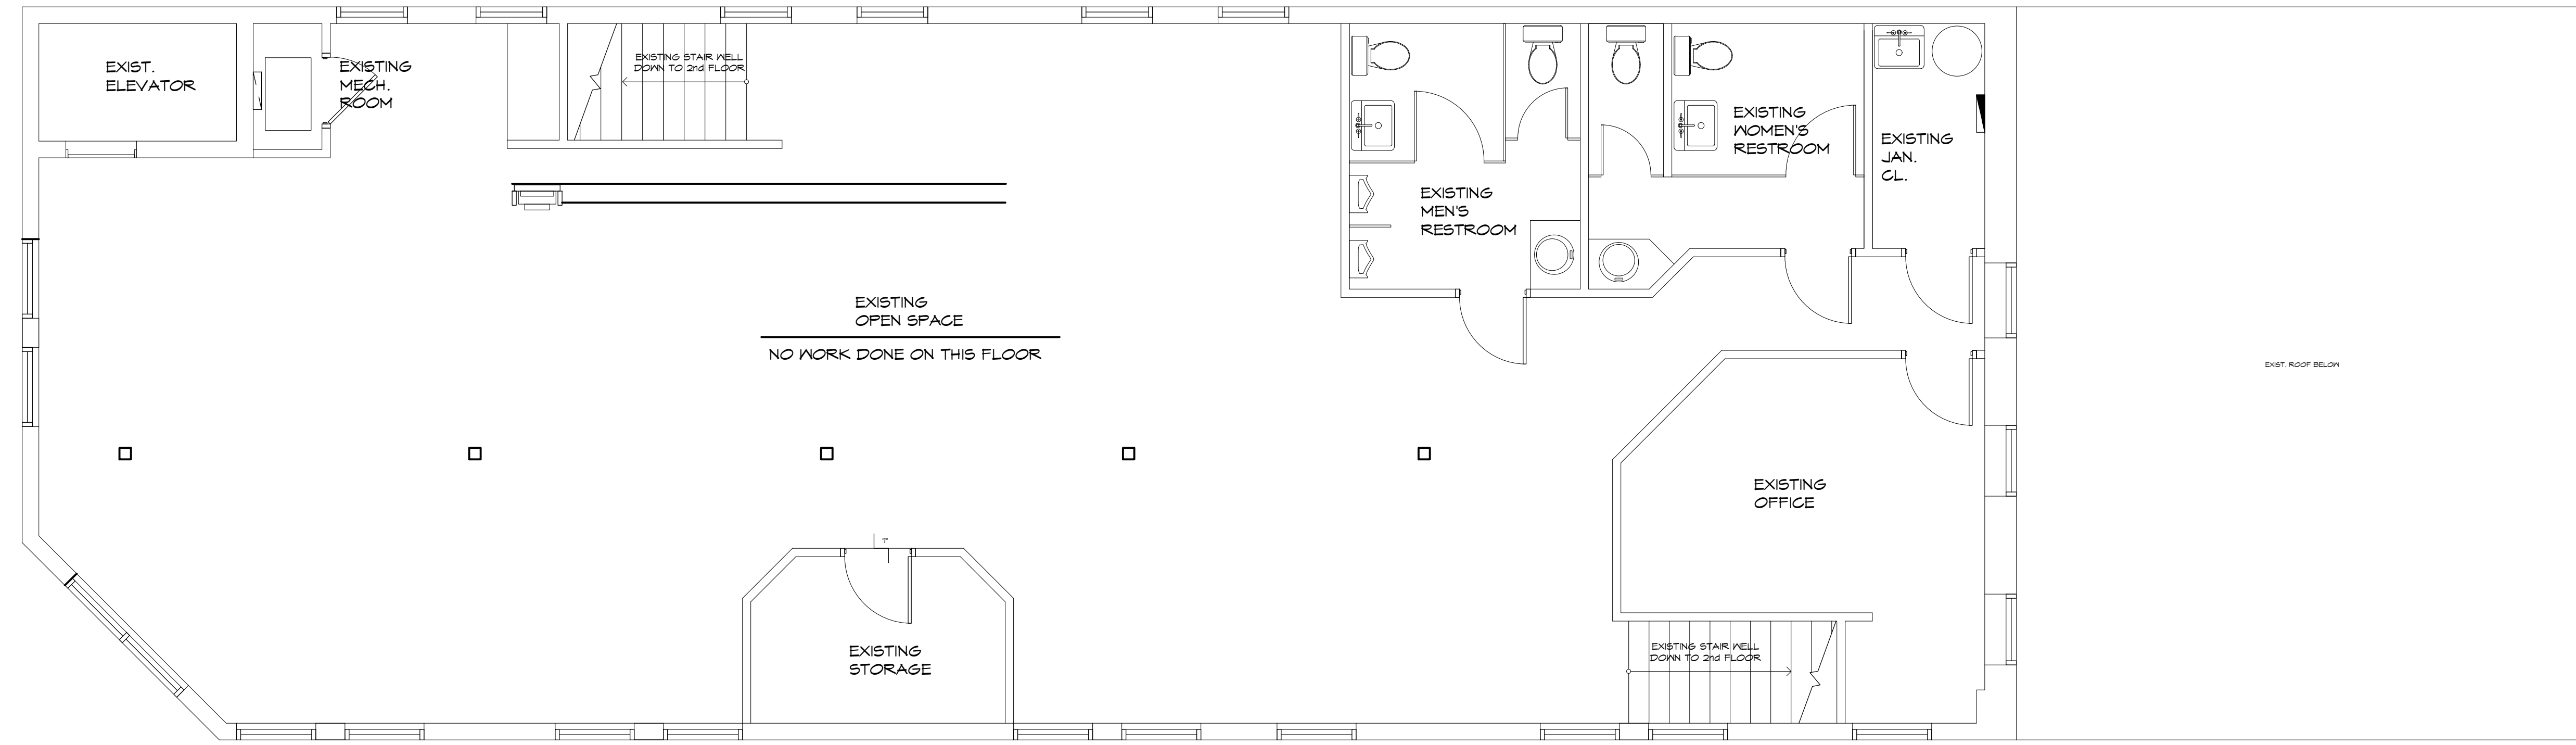 EXIST.
ELEVATOR
EXISTING
MECH.
ROOM
EXISTING STAIR WELL
DOWN TO 2nd FLOOR
EXISTING
MEN'S
RESTROOM
EXISTING
WOMEN'S
RESTROOM
EXISTING
JAN.
CL.
EXISTING
OPEN SPACE
NO WORK DONE ON THIS FLOOR
EXIST. ROOF BELOW
EXISTING
OFFICE
T
EXISTING
STORAGE
EXISTING STAIR WELL
DOWN TO 2nd FLOOR